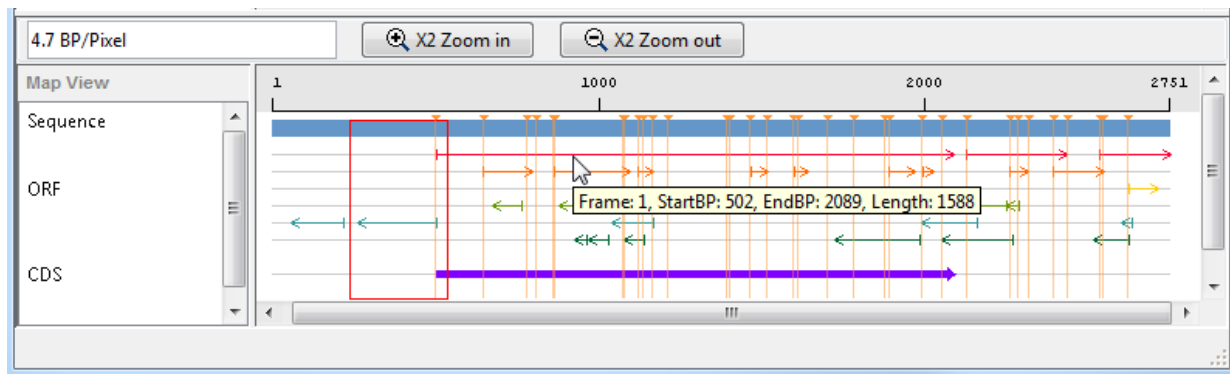 4.7 BP/Pixel X2 Zoom in X2 Zoom out
Map View 1 1000 2000 2751
Sequence
ORF
Frame: 1, StartBP: 502, EndBP: 2089, Length: 1588
CDS